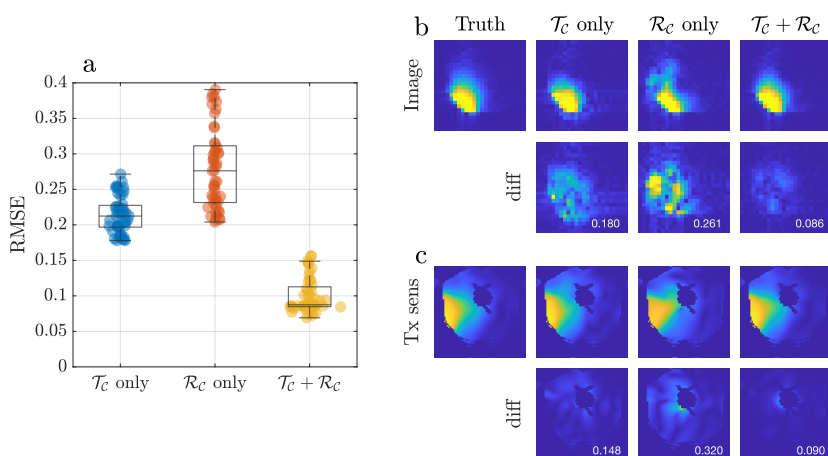 a
RMSE
0.4
0.35
0.3
0.25
0.2
0.15
0.1
0.05
0
𝒯𝒞 only
ℛ𝒞 only
𝒯𝒞 + ℛ𝒞
b
Truth
𝒯𝒞 only
ℛ𝒞 only
𝒯𝒞 + ℛ𝒞
Image
diff
0.180
0.261
0.086
c
Tx sens
diff
0.148
0.320
0.090